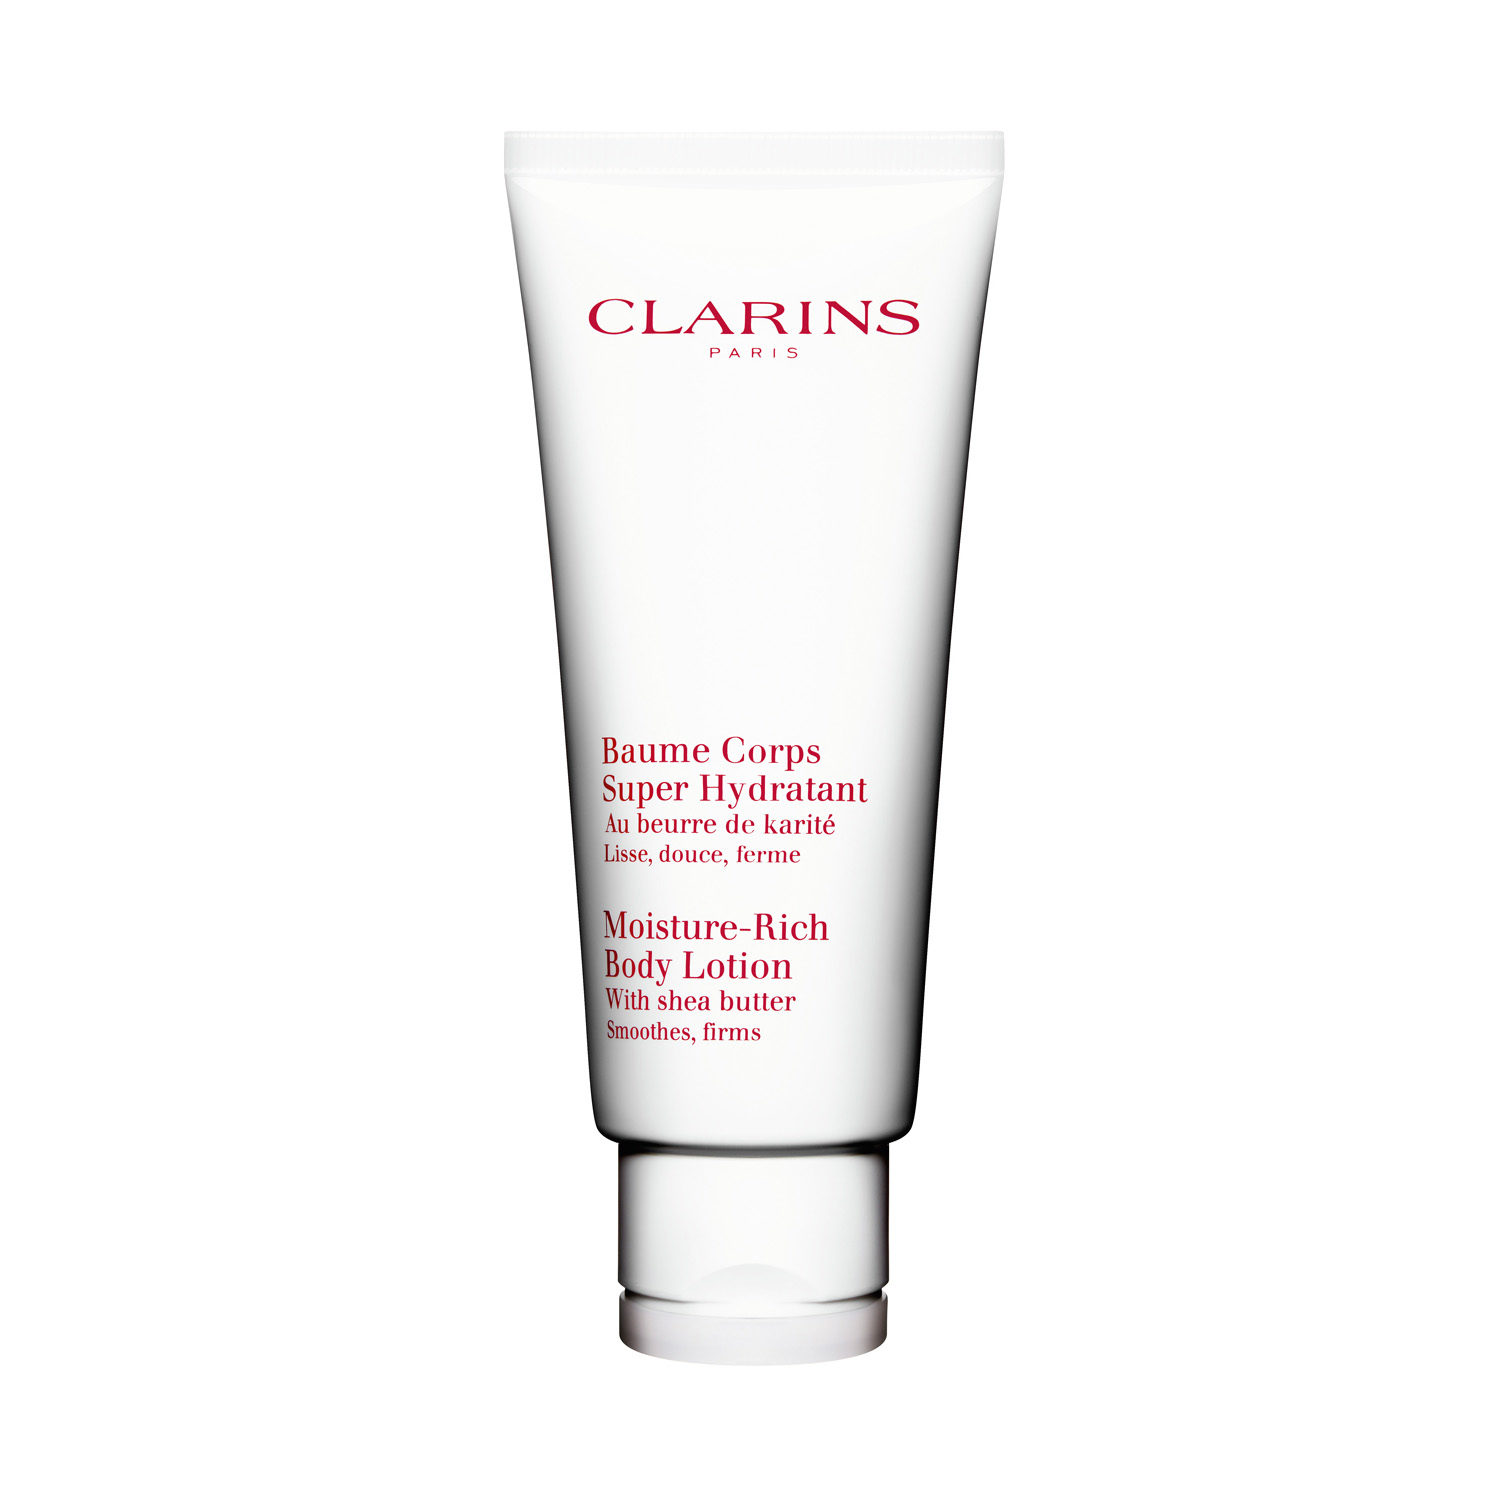 CLARINS
PARIS
Baume Corps
Super Hydratant
Au beurre de karité
Lisse, douce, ferme
Moisture-Rich
Body Lotion
With shea butter
Smoothes, firms